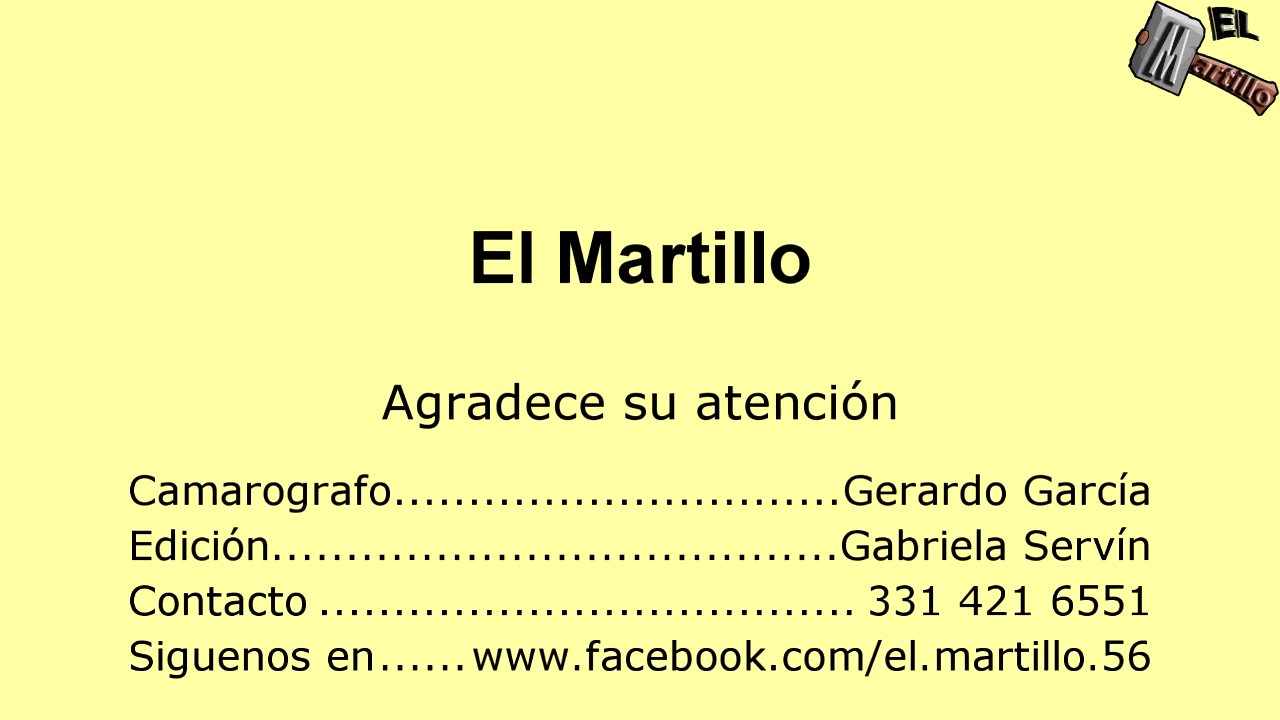 EL
Martillo
El Martillo
Agradece su atención
Camarografo..............................Gerardo García
Edición......................................Gabriela Servín
Contacto .................................... 331 421 6551
Siguenos en......www.facebook.com/el.martillo.56